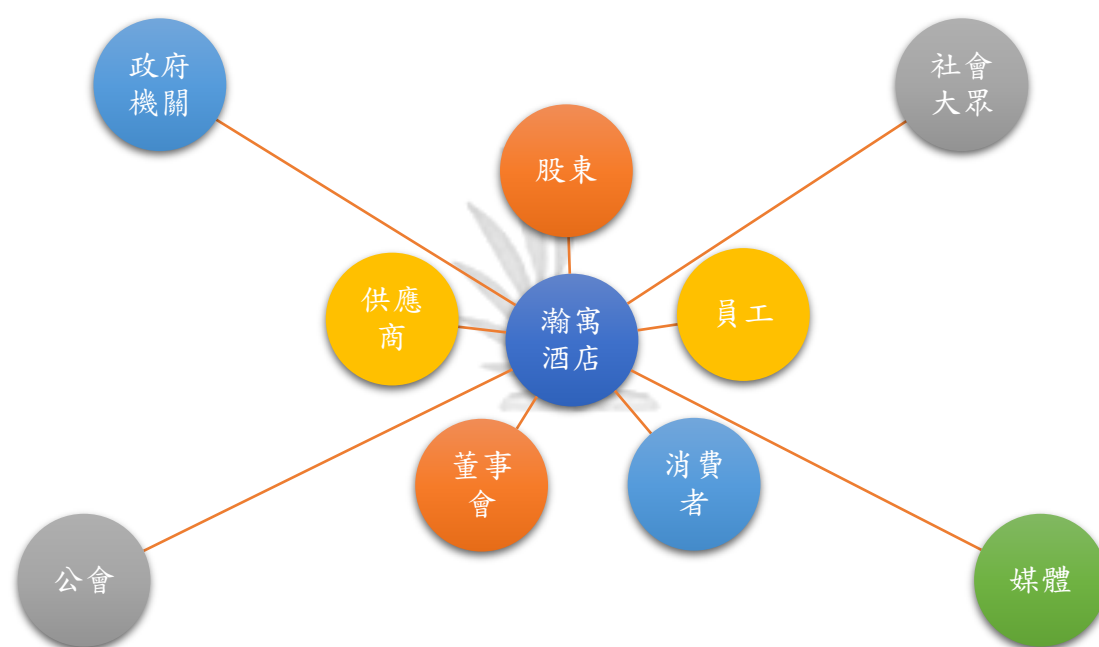 政府
機關
社會
大眾
股東
供應
商
瀚寓
酒店
員工
董事
會
消費
者
公會
媒體